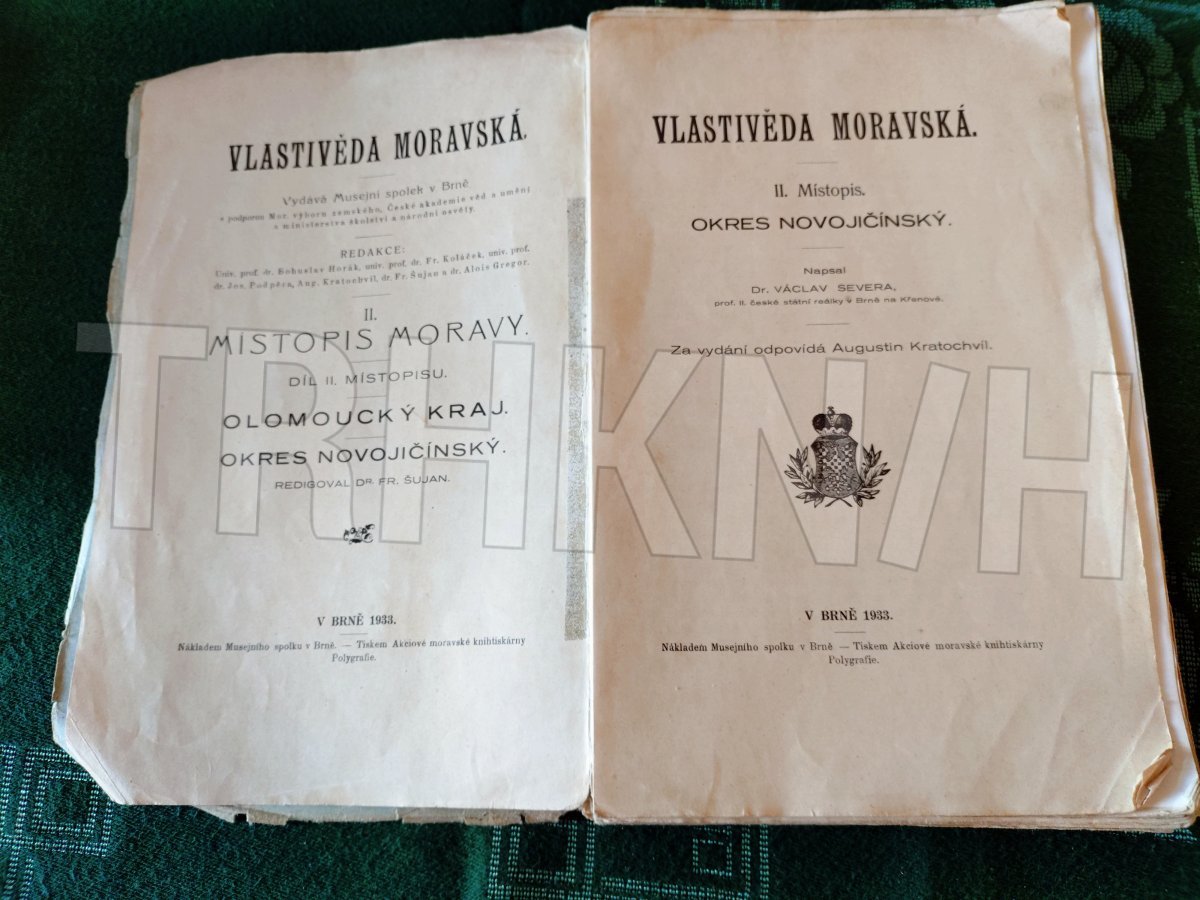 VLASTIVĚDA MORAVSKÁ.
Vydává Musejní spolek v Brně
s podporou Mor. výboru zemského, České akademie věd a umění
a ministerstva školství a národní osvěty.
REDAKCE:
Univ. prof. dr. Bohuslav Horák, univ. prof. dr. Fr. Koláček, univ. prof.
dr. Jos. Podpěra, Aug. Kratochvíl, dr. Fr. Šujan a dr. Alois Gregor.
II.
MÍSTOPIS MORAVY.
DÍL II. MÍSTOPISU.
OLOMOUCKÝ KRAJ.
OKRES NOVOJIČÍNSKÝ.
REDIGOVAL DR. FR. ŠUJAN.
V BRNĚ 1933.
Nákladem Musejního spolku v Brně. — Tiskem Akciové moravské knihtiskárny
Polygrafie.
VLASTIVĚDA MORAVSKÁ.
II. Místopis.
OKRES NOVOJIČÍNSKÝ.
Napsal
Dr. VÁCLAV SEVERA,
prof. II. české státní reálky v Brně na Křenové.
Za vydání odpovídá Augustin Kratochvíl.
V BRNĚ 1933.
Nákladem Musejního spolku v Brně — Tiskem Akciové moravské knihtiskárny
Polygrafie.
TRHKNIH